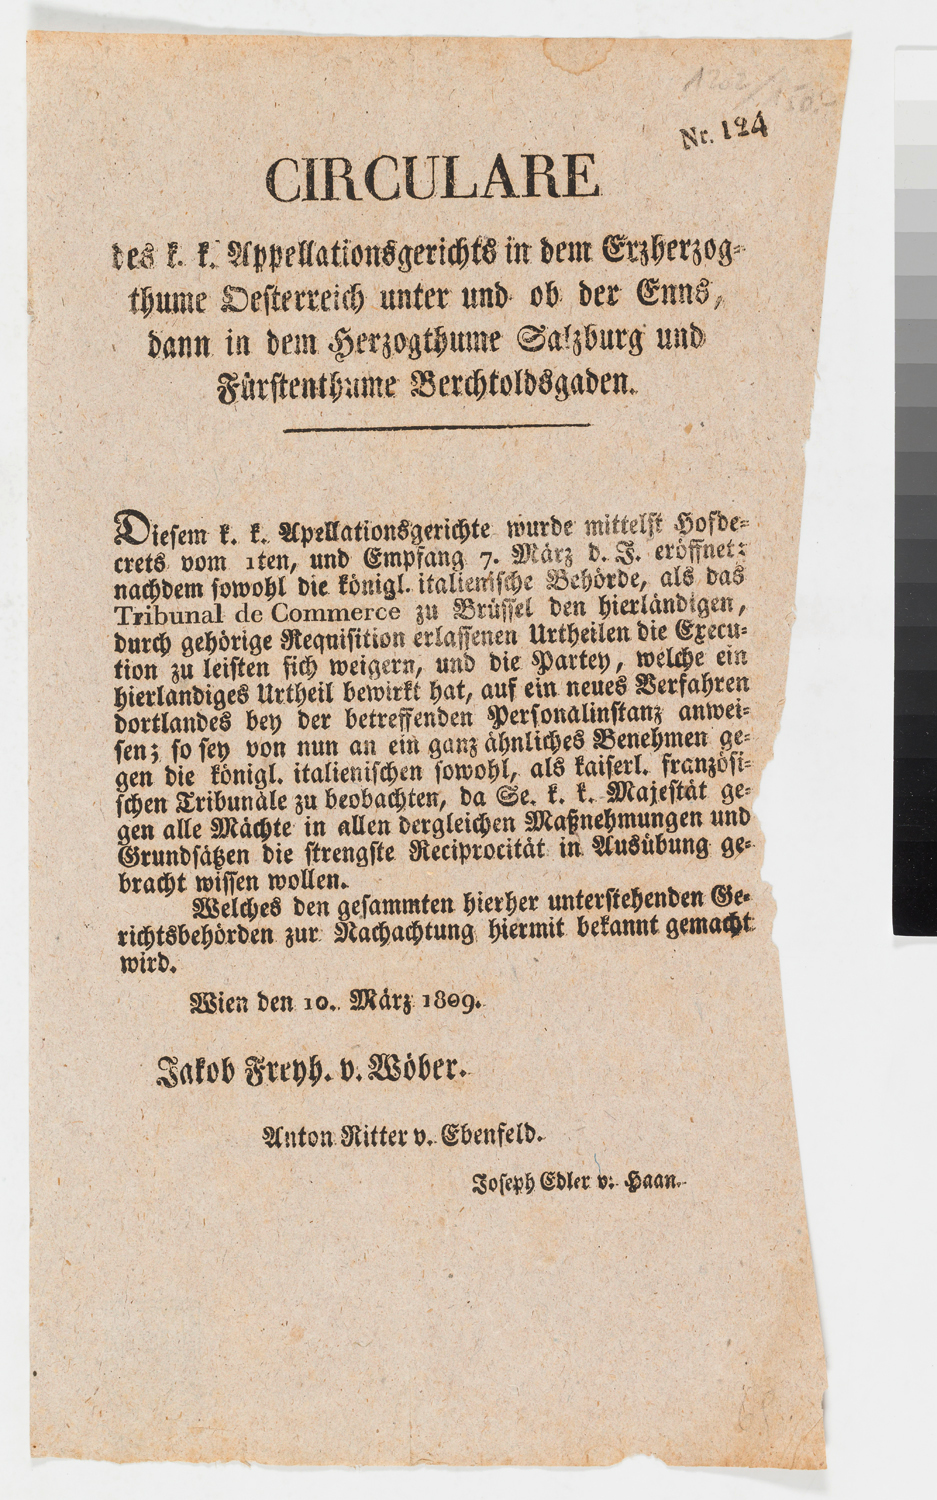 Nr. 124
CIRCULARE
des k. k. Appellationsgerichts in dem Erzherzog-
thume Oesterreich unter und ob der Enns,
dann in dem Herzogthume Salzburg und
Fürstenthume Berchtoldsgaden.
Diesem k. k. Apellationsgerichte wurde mittelst Hofde-
crets vom 1ten, und Empfang 7. März d. J. eröffnet:
nachdem sowohl die königl. italienische Behörde, als das
Tribunal de Commerce zu Brüssel den hierländigen,
durch gehörige Requisition erlassenen Urtheilen die Execu-
tion zu leisten sich weigern, und die Partey, welche ein
hierlandiges Urtheil bewirkt hat, auf ein neues Verfahren
dortlandes bey der betreffenden Personalinstanz anwei-
sen; so sey von nun an ein ganz ähnliches Benehmen ge-
gen die königl. italienischen sowohl, als kaiserl. französi-
schen Tribunäle zu beobachten, da Se. k. k. Majestät ge-
gen alle Mächte in allen dergleichen Maßnehmungen und
Grundsätzen die strengste Reciprocität in Ausübung ge-
bracht wissen wollen.
Welches den gesammten hierher unterstehenden Ge-
richtsbehörden zur Nachachtung hiermit bekannt gemacht
wird.
Wien den 10. März 1809.
Jakob Freyh. v. Wöber.
Anton Ritter v. Ebenfeld.
Joseph Edler v. Haan.